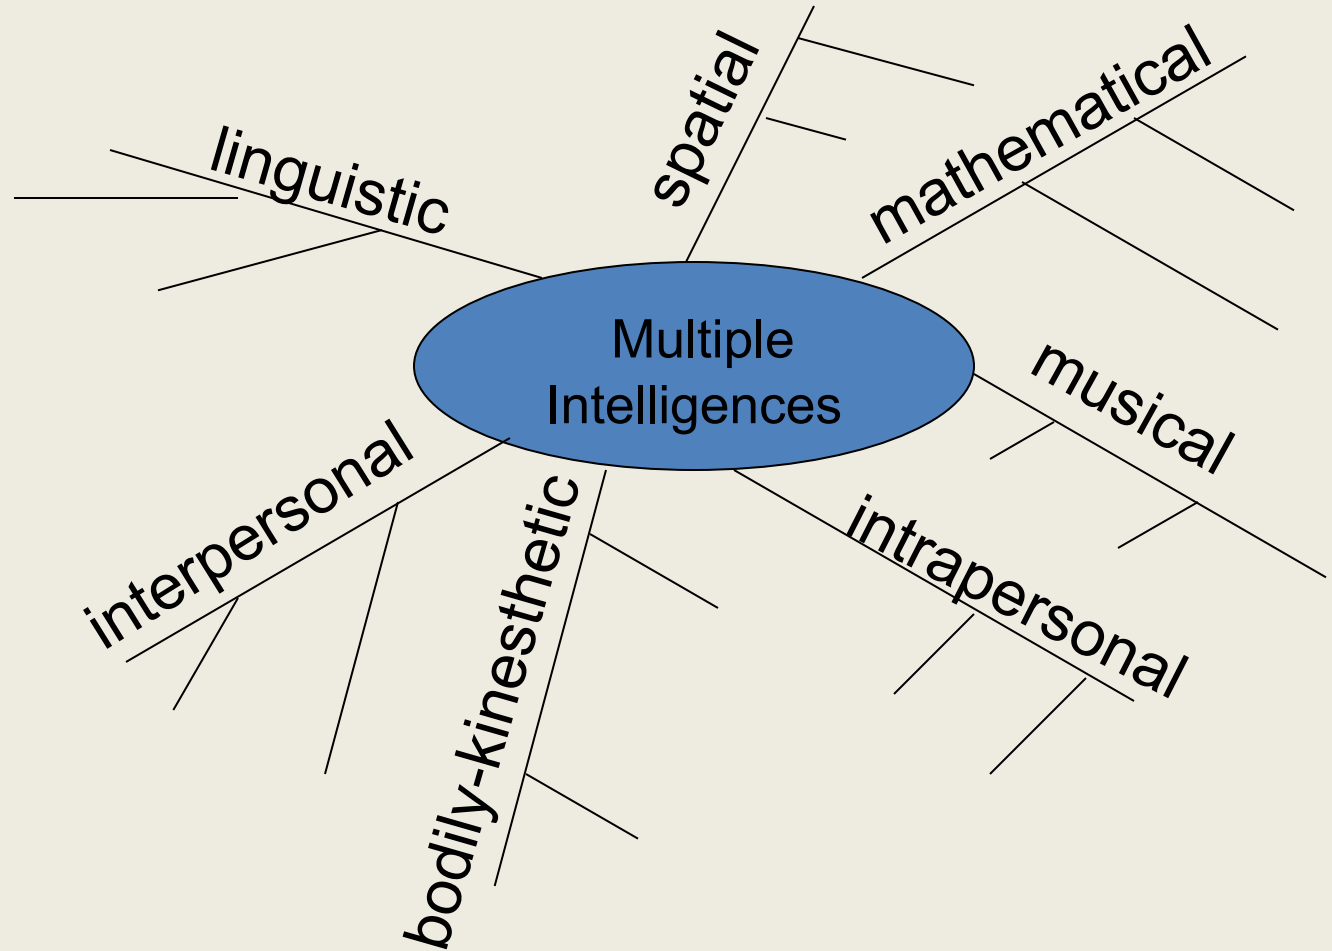 spatial
mathematical
linguistic
Multiple
Intelligences
musical
interpersonal
bodily-kinesthetic
intrapersonal